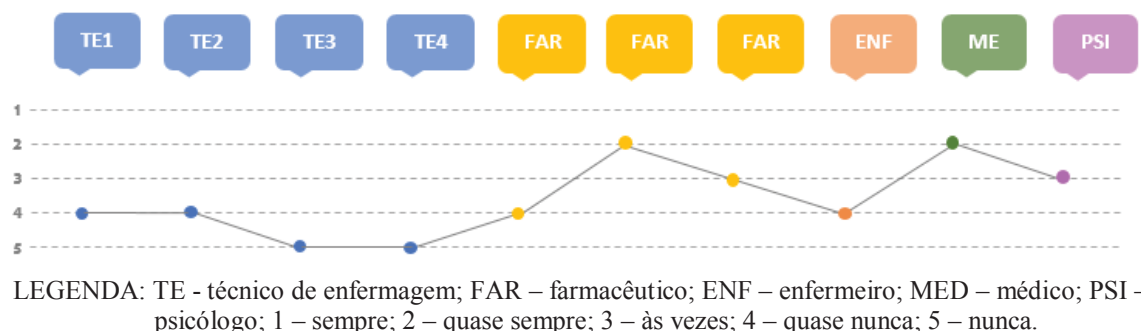 TE1 TE2 TE3 TE4 FAR FAR FAR ENF ME PSI
1
2
3
4
5
LEGENDA: TE - técnico de enfermagem; FAR – farmacêutico; ENF – enfermeiro; MED – médico; PSI –
psicólogo; 1 – sempre; 2 – quase sempre; 3 – às vezes; 4 – quase nunca; 5 – nunca.